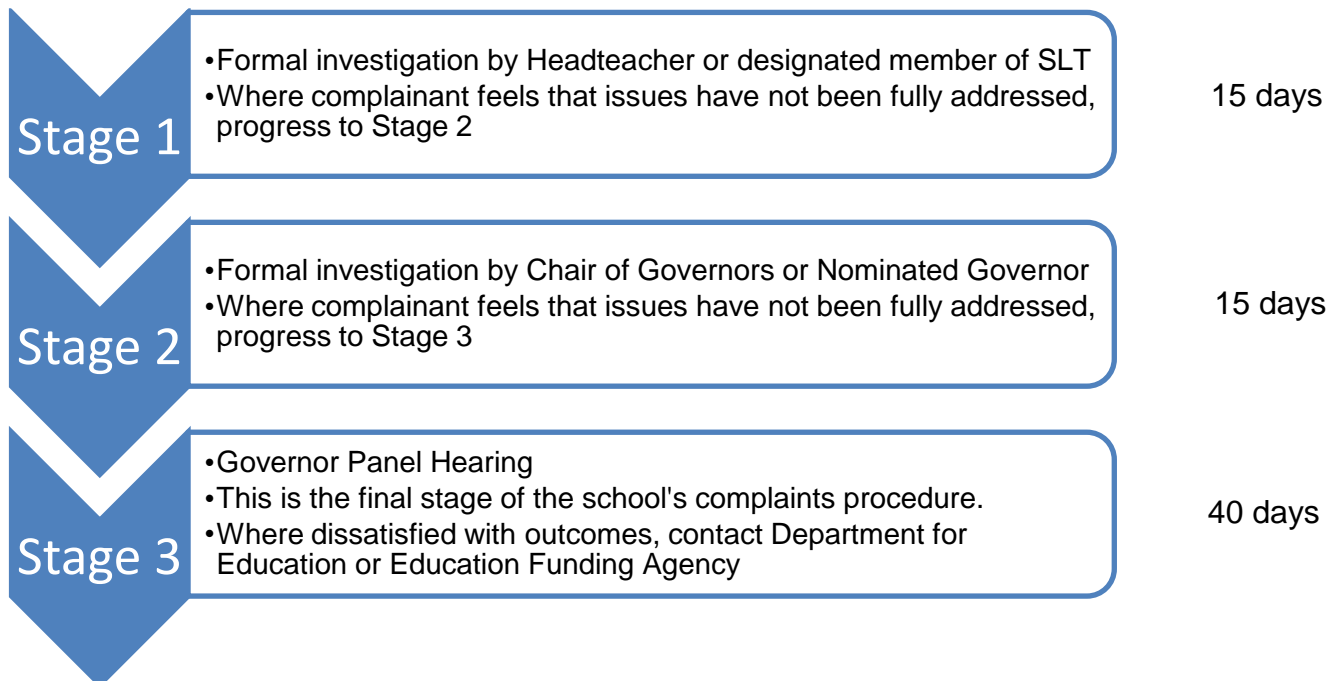 Stage 1
•Formal investigation by Headteacher or designated member of SLT
•Where complainant feels that issues have not been fully addressed,
progress to Stage 2
15 days
Stage 2
•Formal investigation by Chair of Governors or Nominated Governor
•Where complainant feels that issues have not been fully addressed,
progress to Stage 3
15 days
Stage 3
•Governor Panel Hearing
•This is the final stage of the school's complaints procedure.
•Where dissatisfied with outcomes, contact Department for
Education or Education Funding Agency
40 days